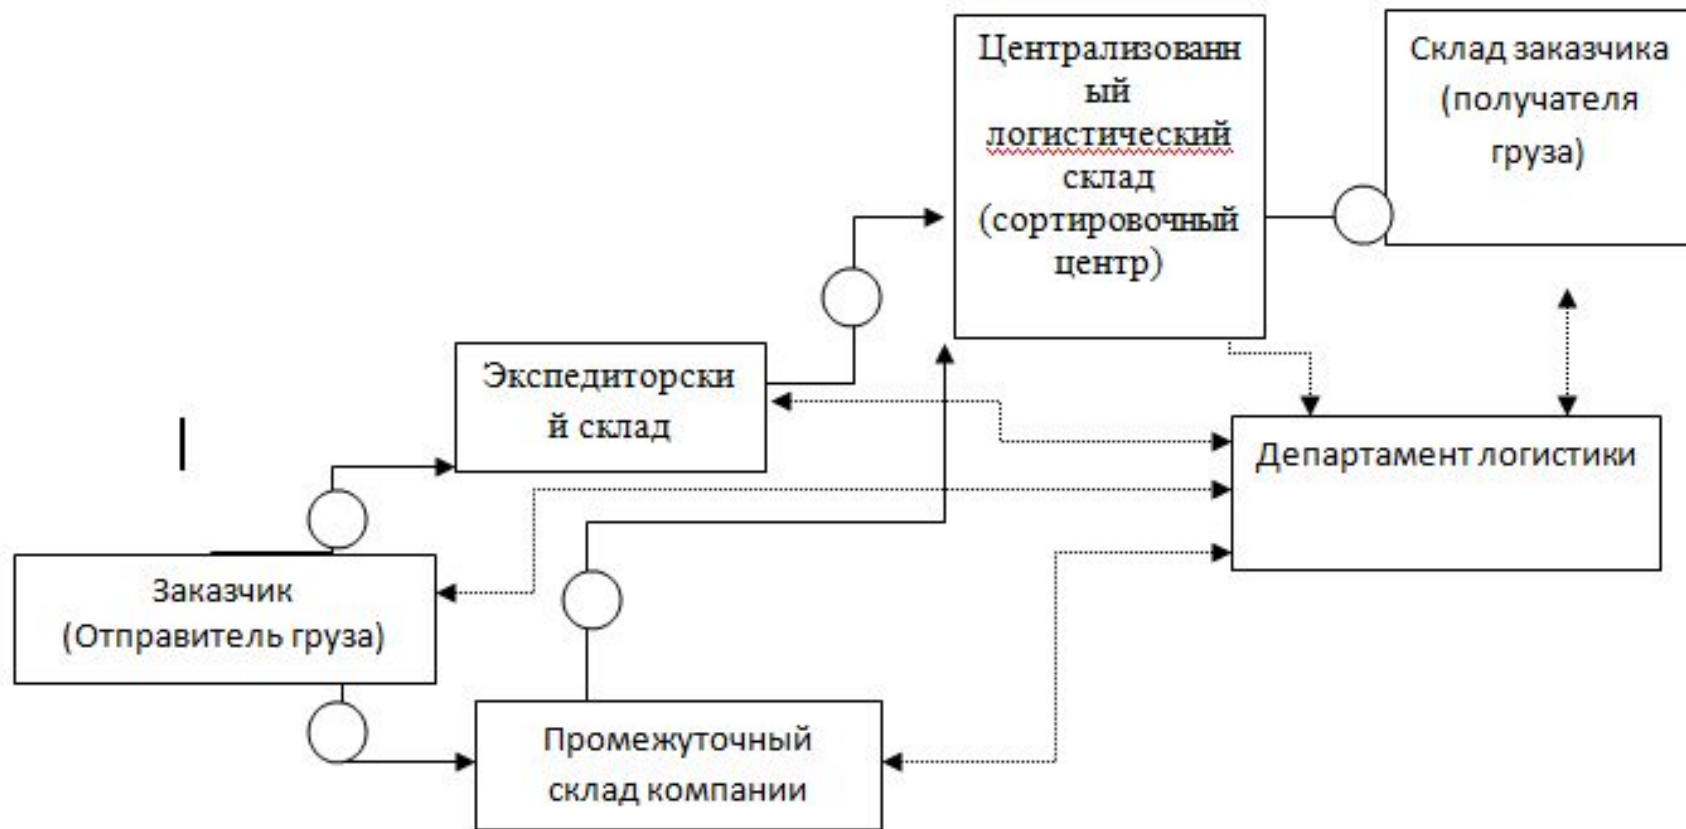 Централизованн
ый
логистический
склад
(сортировочный
центр)
Склад заказчика
(получателя
груза)
Экспедиторски
й склад
Департамент логистики
Заказчик
(Отправитель груза)
Промежуточный
склад компании